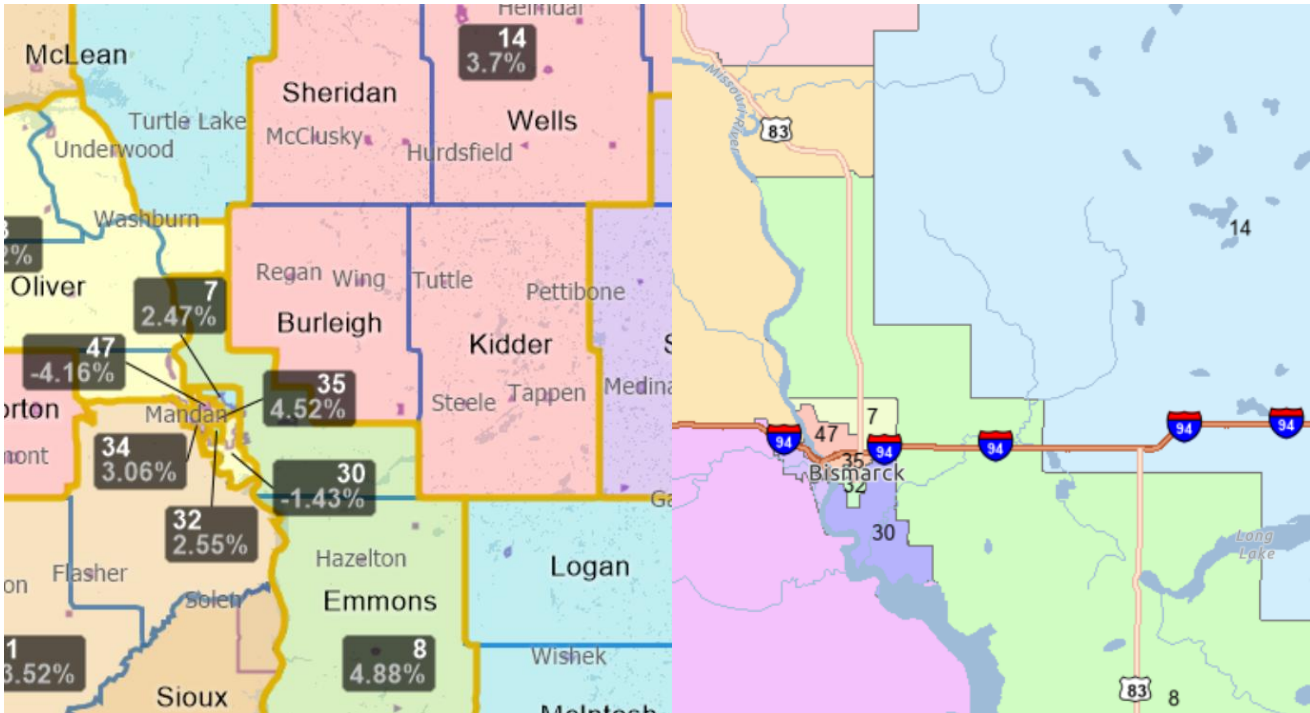 McLean
14
3.7%
Sheridan
Turtle Lake
Wells
McClusky
Underwood
Hurdsfield
Washburn
Regan
Wing
Tuttle
Oliver
7
2.47%
Pettibone
Burleigh
Kidder
47
-4.16%
35
4.52%
Tappen
Medina
Steele
Mandan
34
3.06%
30
-1.43%
32
2.55%
Hazelton
Flasher
Logan
Solen
Emmons
8
4.88%
Wishek
Sioux
Missouri River
83
14
7
47
94
94
94
94
94
35
Bismarck
32
30
Long
Lake
83
8